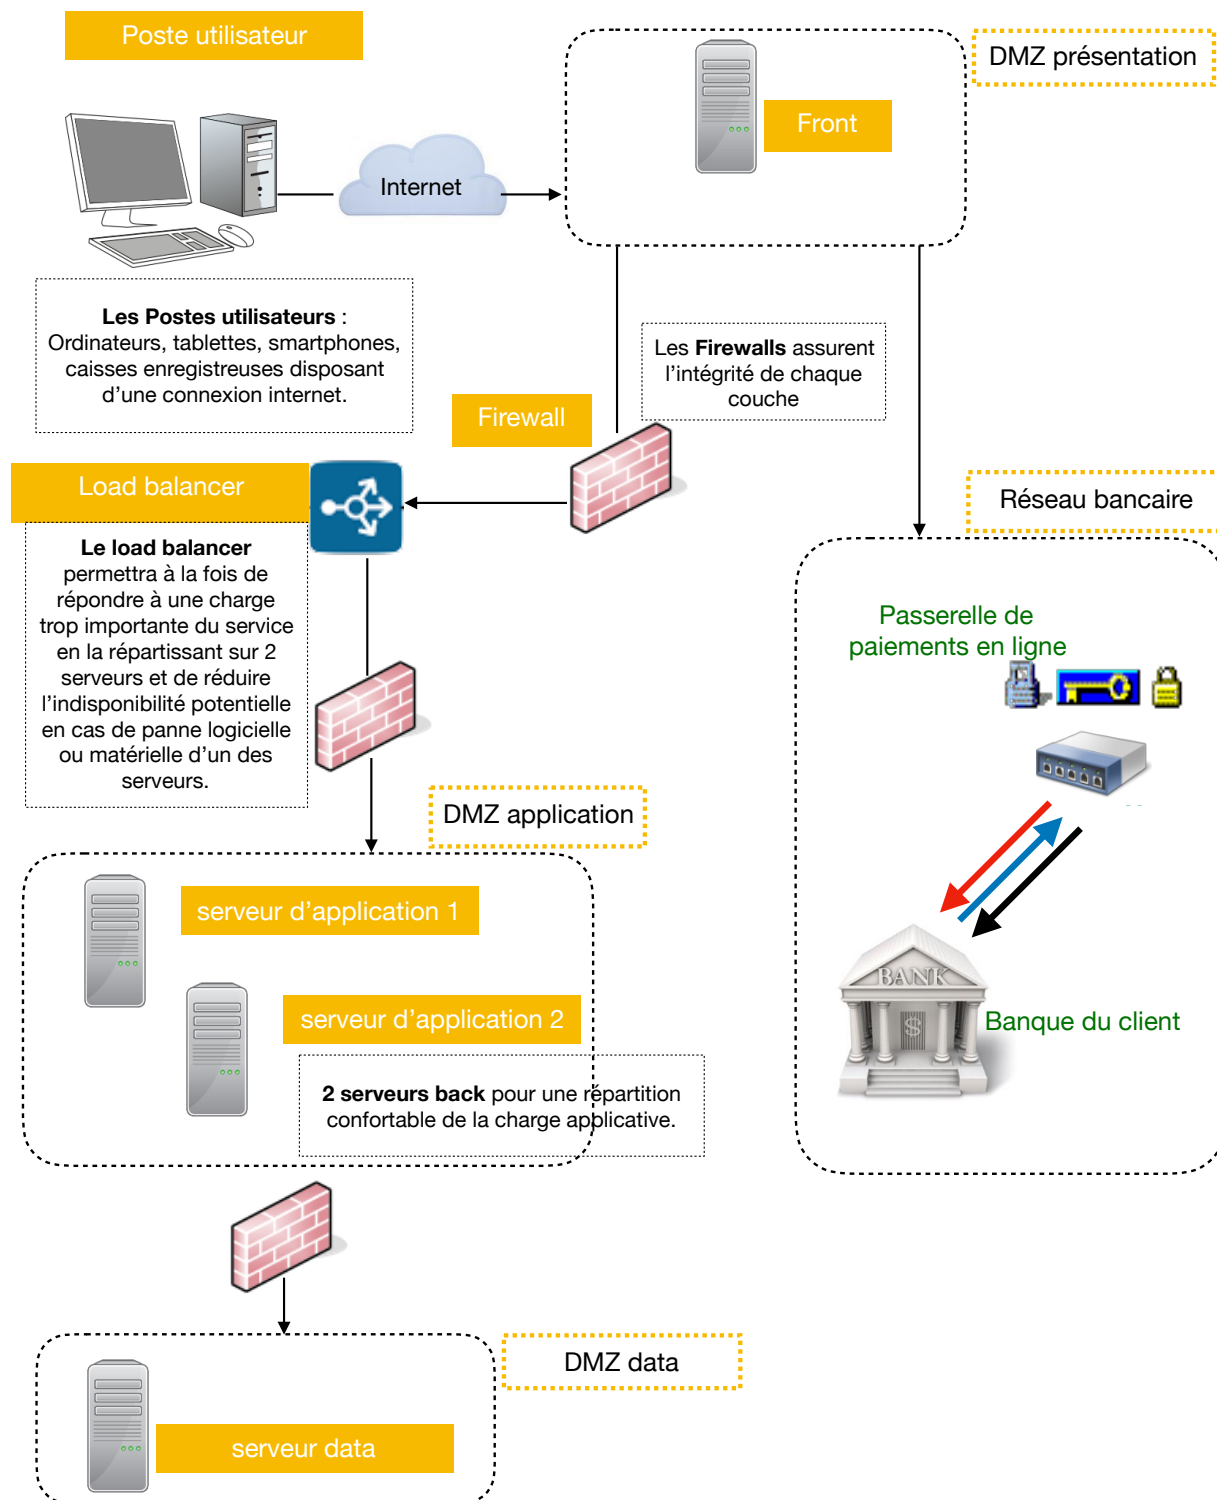 Poste utilisateur
DMZ présentation
Front
Internet
Les Postes utilisateurs :
Ordinateurs, tablettes, smartphones,
caisses enregistreuses disposant
d’une connexion internet.
Les Firewalls assurent
l’intégrité de chaque
couche
Firewall
Load balancer
Le load balancer
permettra à la fois de
répondre à une charge
trop importante du service
en la répartissant sur 2
serveurs et de réduire
l’indisponibilité potentielle
en cas de panne logicielle
ou matérielle d’un des
serveurs.
Réseau bancaire
Passerelle de
paiements en ligne
DMZ application
serveur d’application 1
serveur d’application 2
2 serveurs back pour une répartition
confortable de la charge applicative.
BANK
$
Banque du client
DMZ data
serveur data